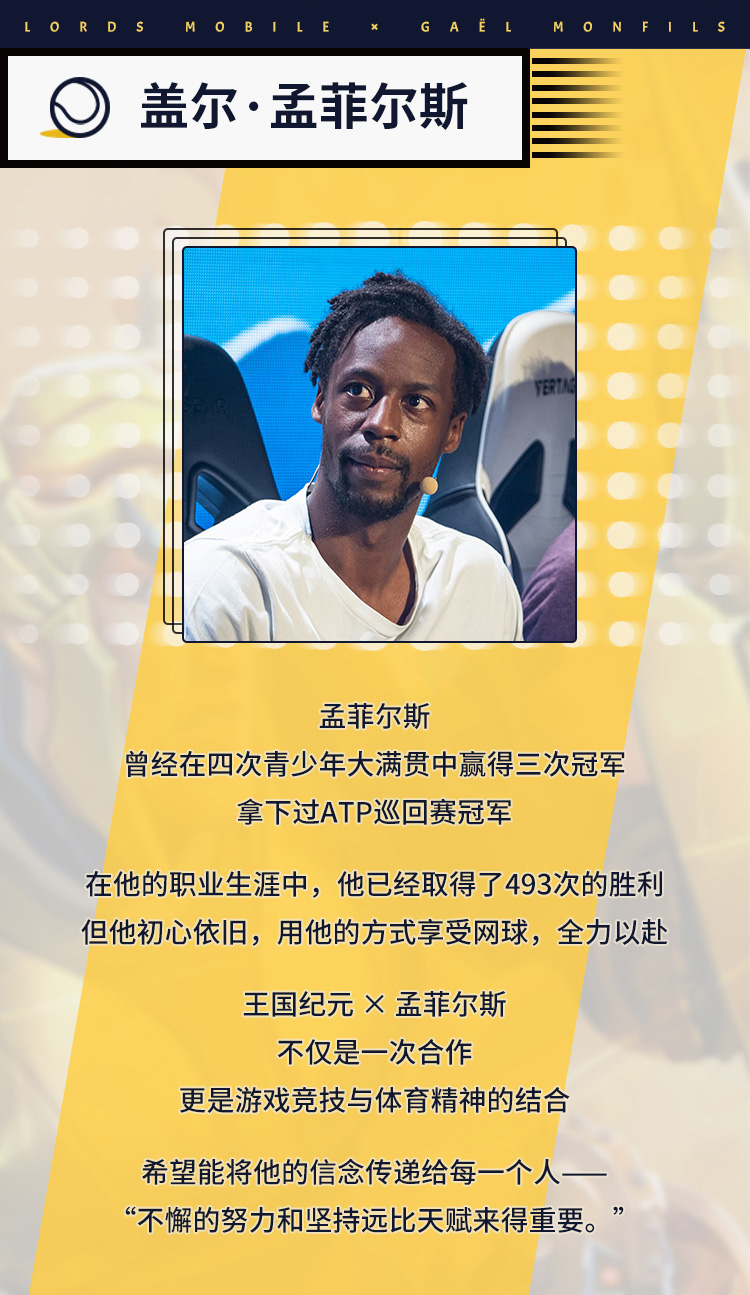 LORDS MOBILE × GAËL MONFILS
盖尔·孟菲尔斯
孟菲尔斯
曾经在四次青少年大满贯中赢得三次冠军
拿下过ATP巡回赛冠军
在他的职业生涯中，他已经取得了493次的胜利
但他初心依旧，用他的方式享受网球，全力以赴
王国纪元 × 孟菲尔斯
不仅是一次合作
更是游戏竞技与体育精神的结合
希望能将他的信念传递给每一个人——
“不懈的努力和坚持远比天赋来得重要。”